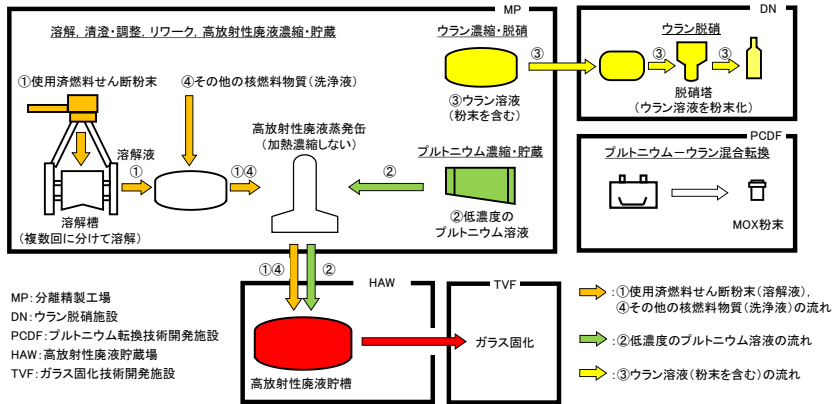 MP
溶解，清澄・調整，リワーク，高放射性廃液濃縮・貯蔵
①使用済燃料せん断粉末
④その他の核燃料物質（洗浄液）
溶解液
①
①④
溶解槽
（複数回に分けて溶解）
高放射性廃液蒸発缶
（加熱濃縮しない）
ウラン濃縮・脱硝
③
③ウラン溶液
（粉末を含む）
プルトニウム濃縮・貯蔵
②
②低濃度の
プルトニウム溶液
DN
ウラン脱硝
③
③
脱硝塔
（ウラン溶液を粉末化）
PCDF
プルトニウム－ウラン混合転換
MOX粉末
①④
②
HAW
高放射性廃液貯槽
TVF
ガラス固化
MP：分離精製工場
DN：ウラン脱硝施設
PCDF：プルトニウム転換技術開発施設
HAW：高放射性廃液貯蔵場
TVF：ガラス固化技術開発施設
：①使用済燃料せん断粉末（溶解液），
④その他の核燃料物質（洗浄液）の流れ
：②低濃度のプルトニウム溶液の流れ
：③ウラン溶液（粉末を含む）の流れ